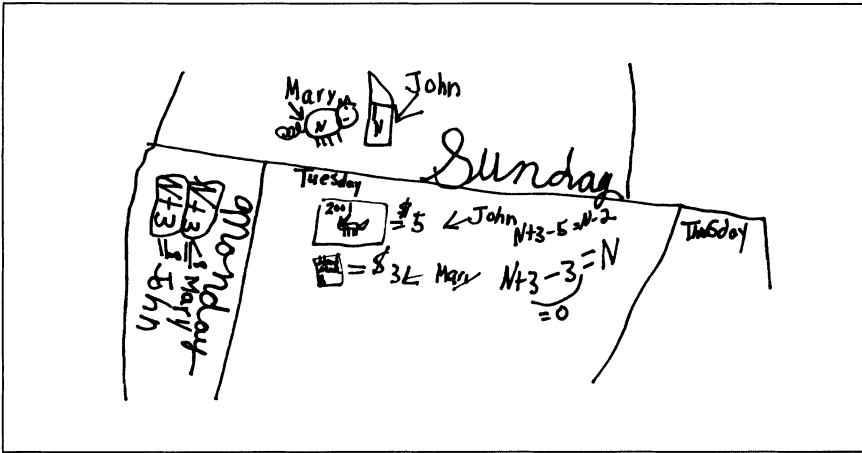 Mary
John
N
N
Sunday
Monday
N+3 = $ Mary
N+3 = $ John
Tuesday
= $5 ← John N+3-5=N-2
= $3 ← Mary N+3-3=N
=0